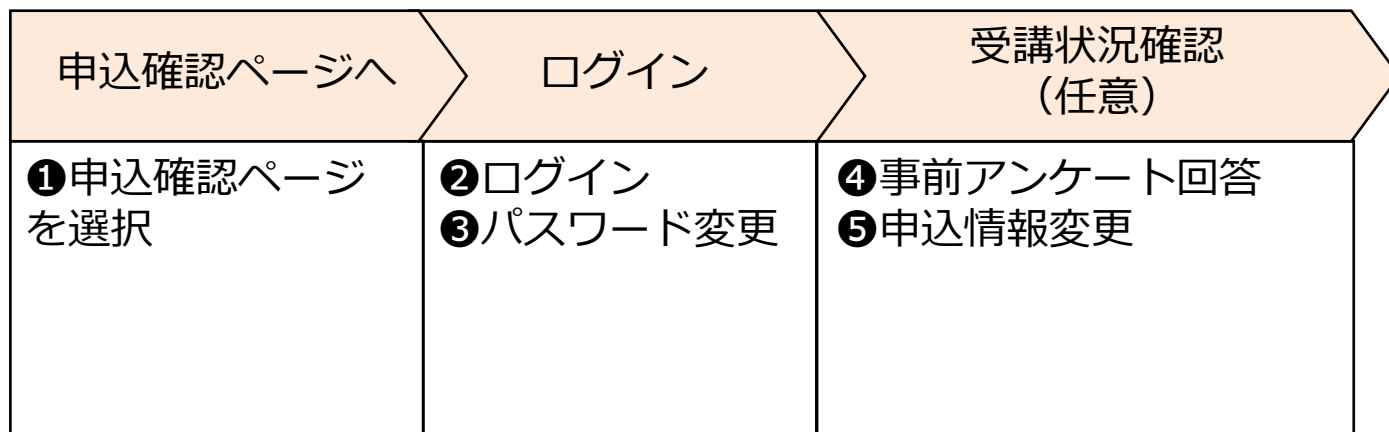 申込確認ページへ
ログイン
受講状況確認
（任意）
❶申込確認ページ
を選択
❷ログイン
❸パスワード変更
❹事前アンケート回答
❺申込情報変更